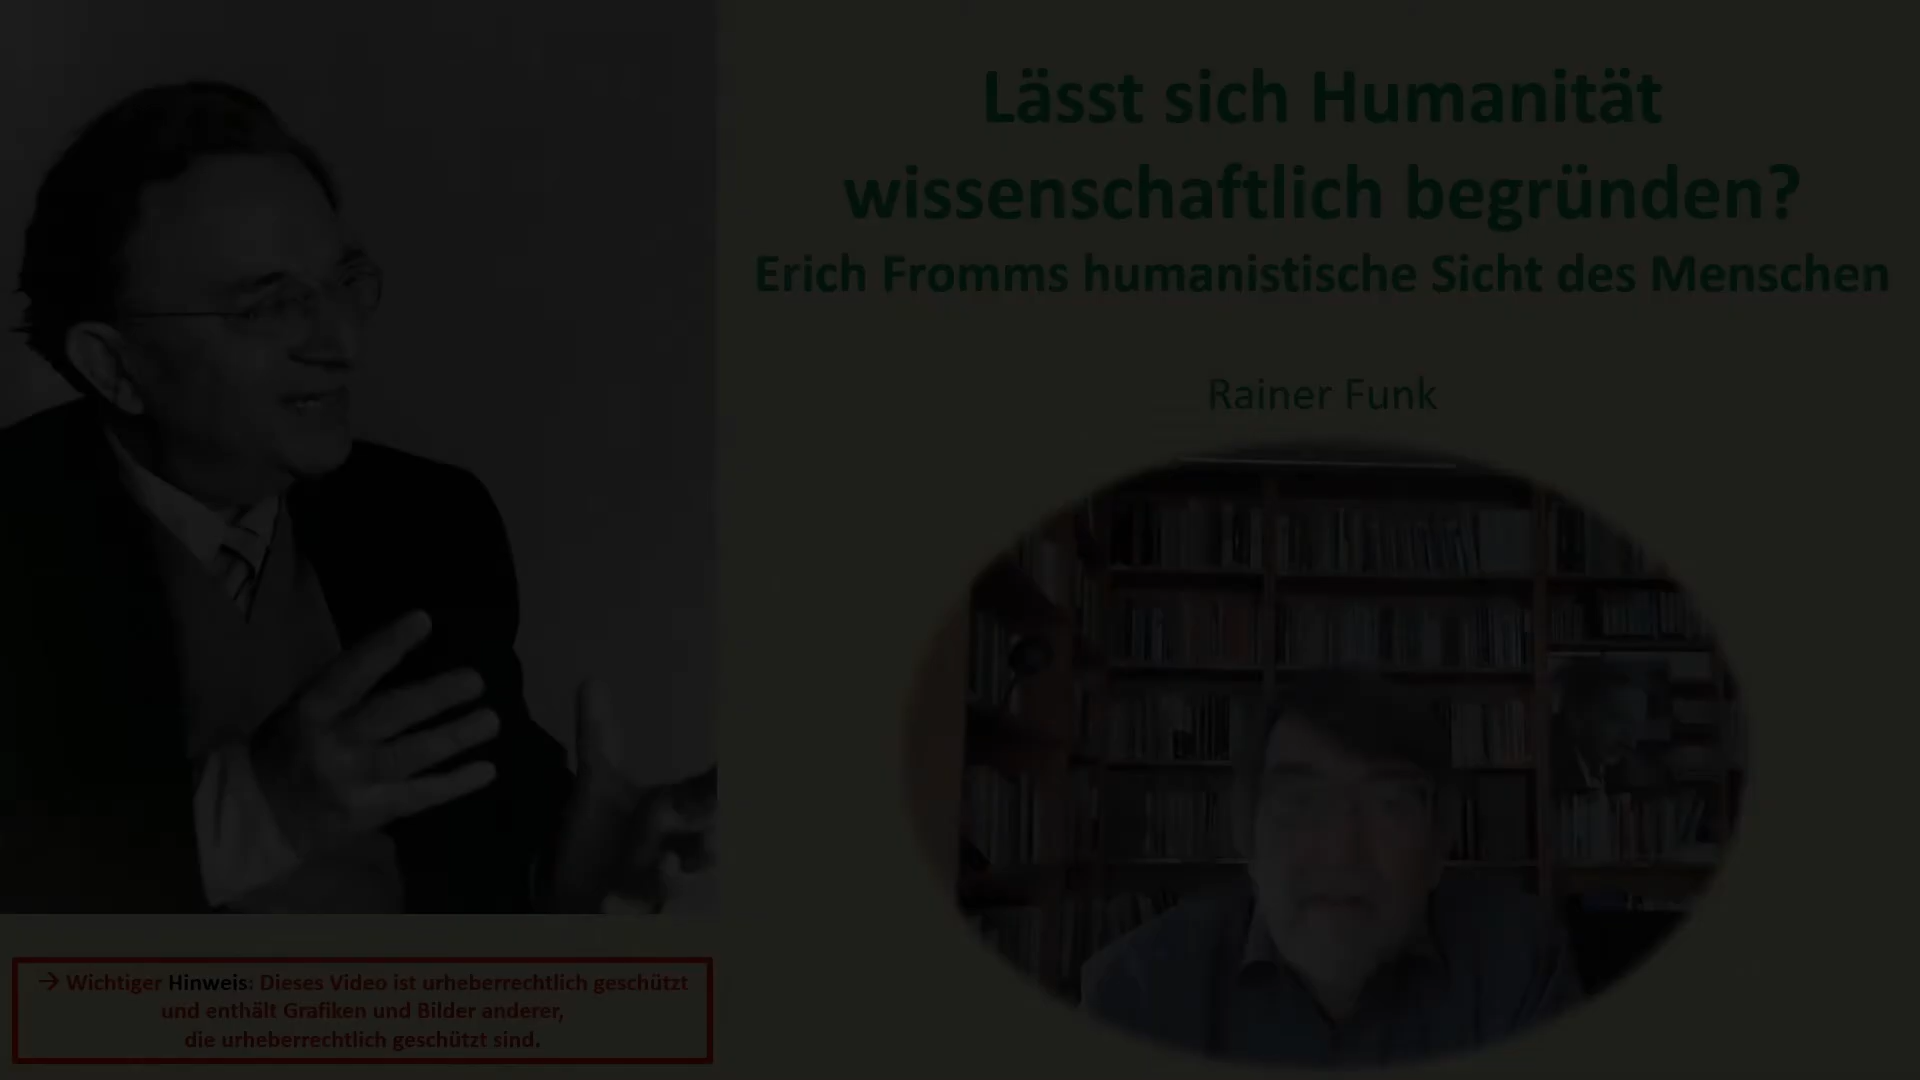 Lässt sich Humanität
wissenschaftlich begründen?
Erich Fromms humanistische Sicht des Menschen
Rainer Funk
→ Wichtiger Hinweis: Dieses Video ist urheberrechtlich geschützt
und enthält Grafiken und Bilder anderer,
die urheberrechtlich geschützt sind.